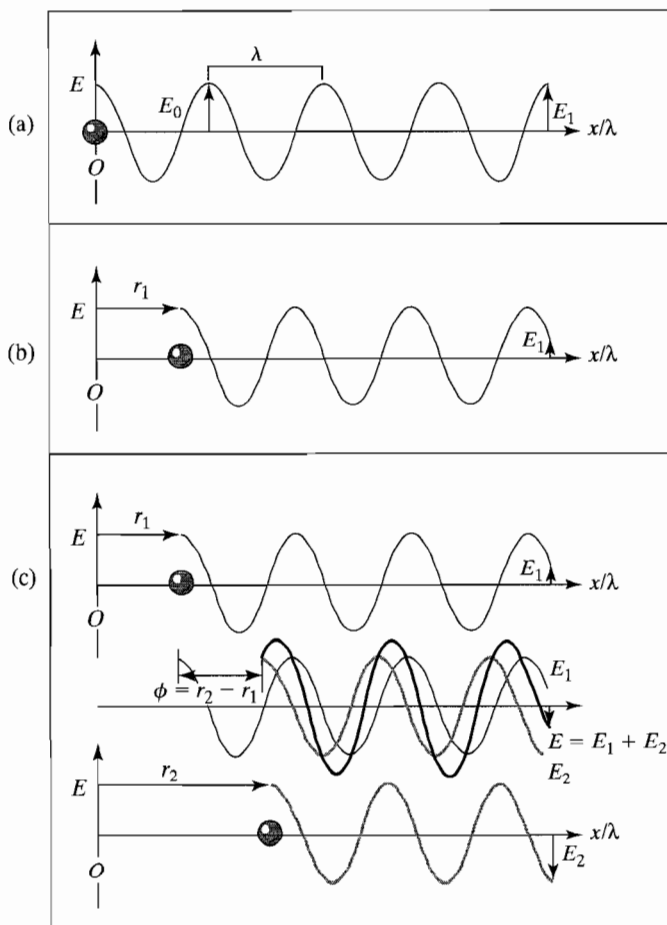 (a)
E
λ
E₀
E₁
x/λ
O
(b)
r₁
E
E₁
x/λ
O
(c)
r₁
E
E₁
x/λ
O
ϕ = r₂ − r₁
E₁
E = E₁ + E₂
E₂
r₂
E
x/λ
E₂
O